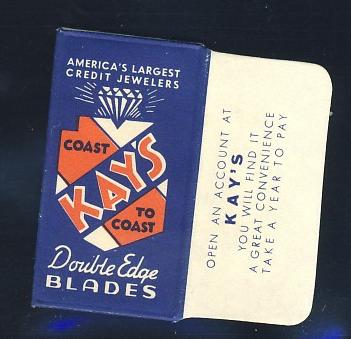 AMERICA'S LARGEST
CREDIT JEWELERS
COAST
KAY'S
TO
COAST
Double Edge
BLADES
OPEN AN ACCOUNT AT
KAY'S
YOU WILL FIND IT
A GREAT CONVENIENCE
TAKE A YEAR TO PAY